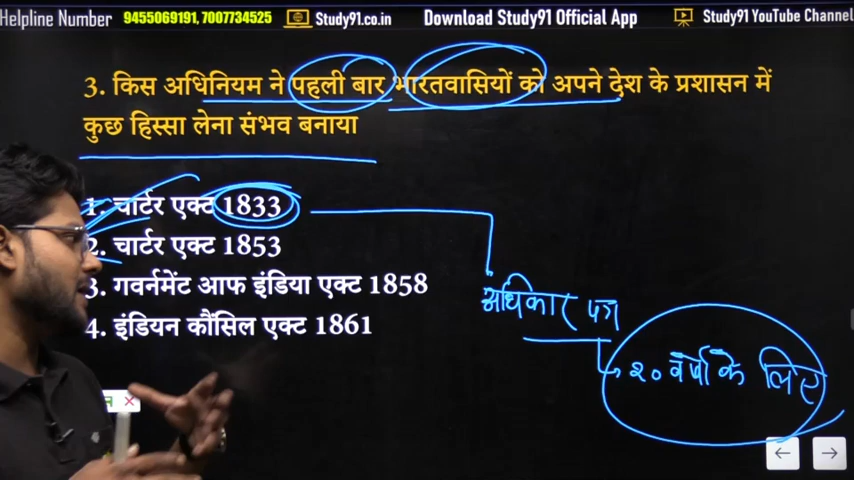 Helpline Number 9455069191, 7007734525 Study91.co.in Download Study91 Official App Study91 YouTube Channel
3. किस अधिनियम ने पहली बार भारतवासियों को अपने देश के प्रशासन में
कुछ हिस्सा लेना संभव बनाया
1. चार्टर एक्ट 1833
2. चार्टर एक्ट 1853
3. गवर्नमेंट आफ इंडिया एक्ट 1858
4. इंडियन कौंसिल एक्ट 1861
अधिकार पत्र
२० वर्षो के लिए